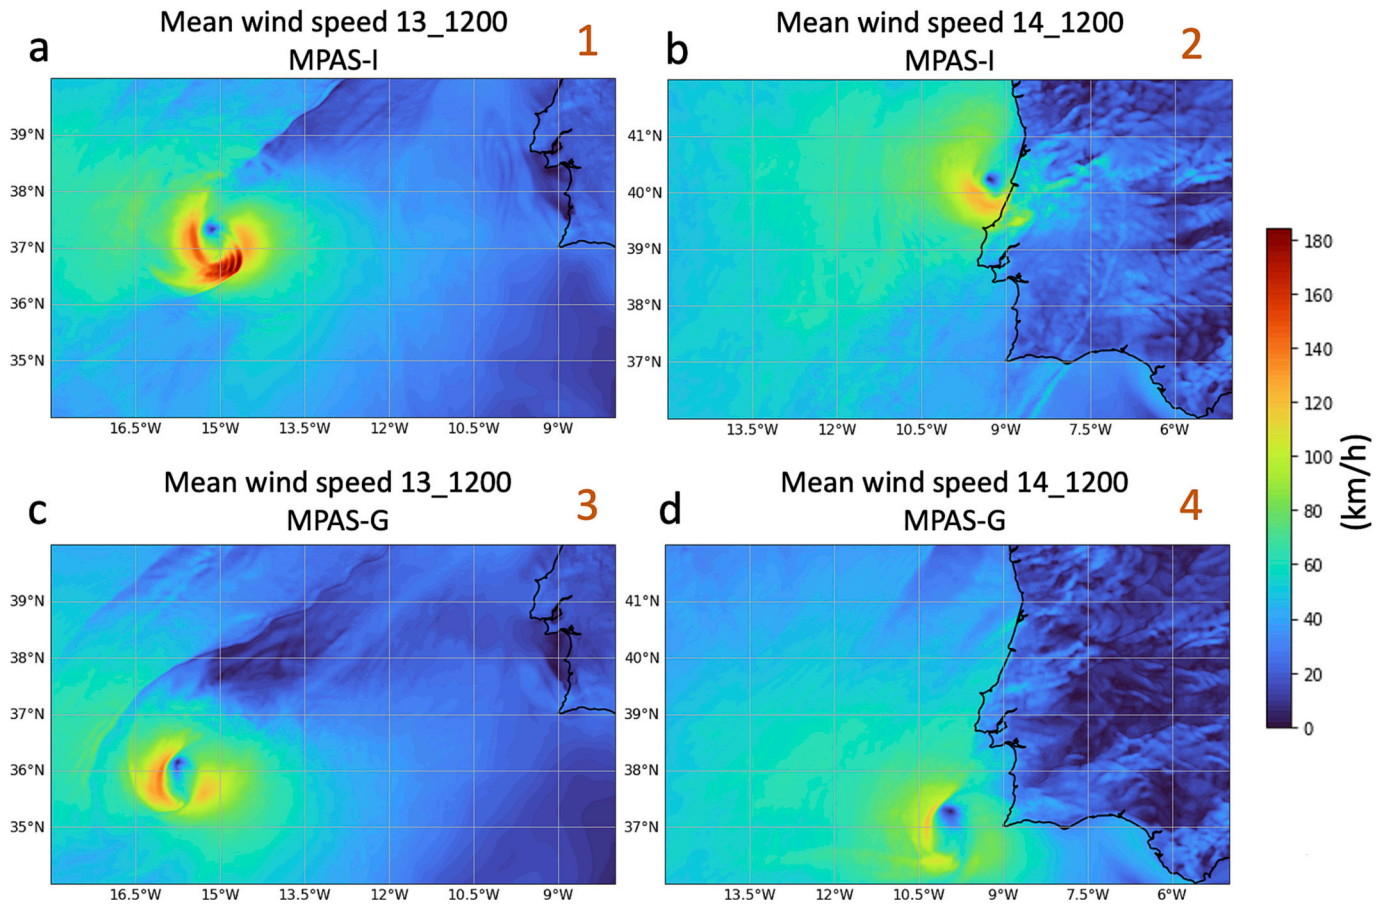 a
Mean wind speed 13_1200
MPAS-I
1
b
Mean wind speed 14_1200
MPAS-I
2
39°N
38°N
37°N
36°N
35°N
16.5°W 15°W 13.5°W 12°W 10.5°W 9°W
41°N
40°N
39°N
38°N
37°N
13.5°W 12°W 10.5°W 9°W 7.5°W 6°W
c
Mean wind speed 13_1200
MPAS-G
3
d
Mean wind speed 14_1200
MPAS-G
4
39°N
38°N
37°N
36°N
35°N
16.5°W 15°W 13.5°W 12°W 10.5°W 9°W
41°N
40°N
39°N
38°N
37°N
13.5°W 12°W 10.5°W 9°W 7.5°W 6°W
180
160
140
120
100
80
60
40
20
0
(km/h)